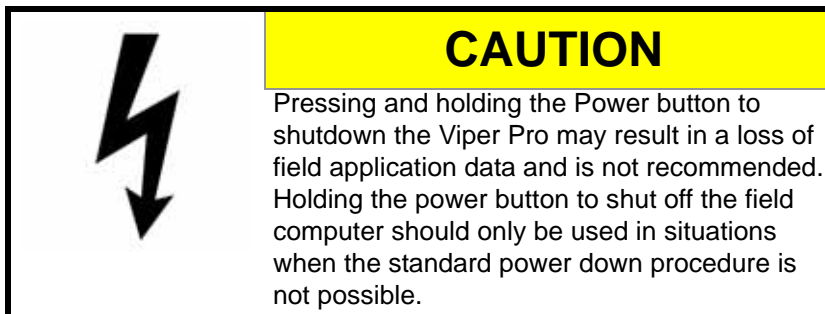 CAUTION
Pressing and holding the Power button to
shutdown the Viper Pro may result in a loss of
field application data and is not recommended.
Holding the power button to shut off the field
computer should only be used in situations
when the standard power down procedure is
not possible.